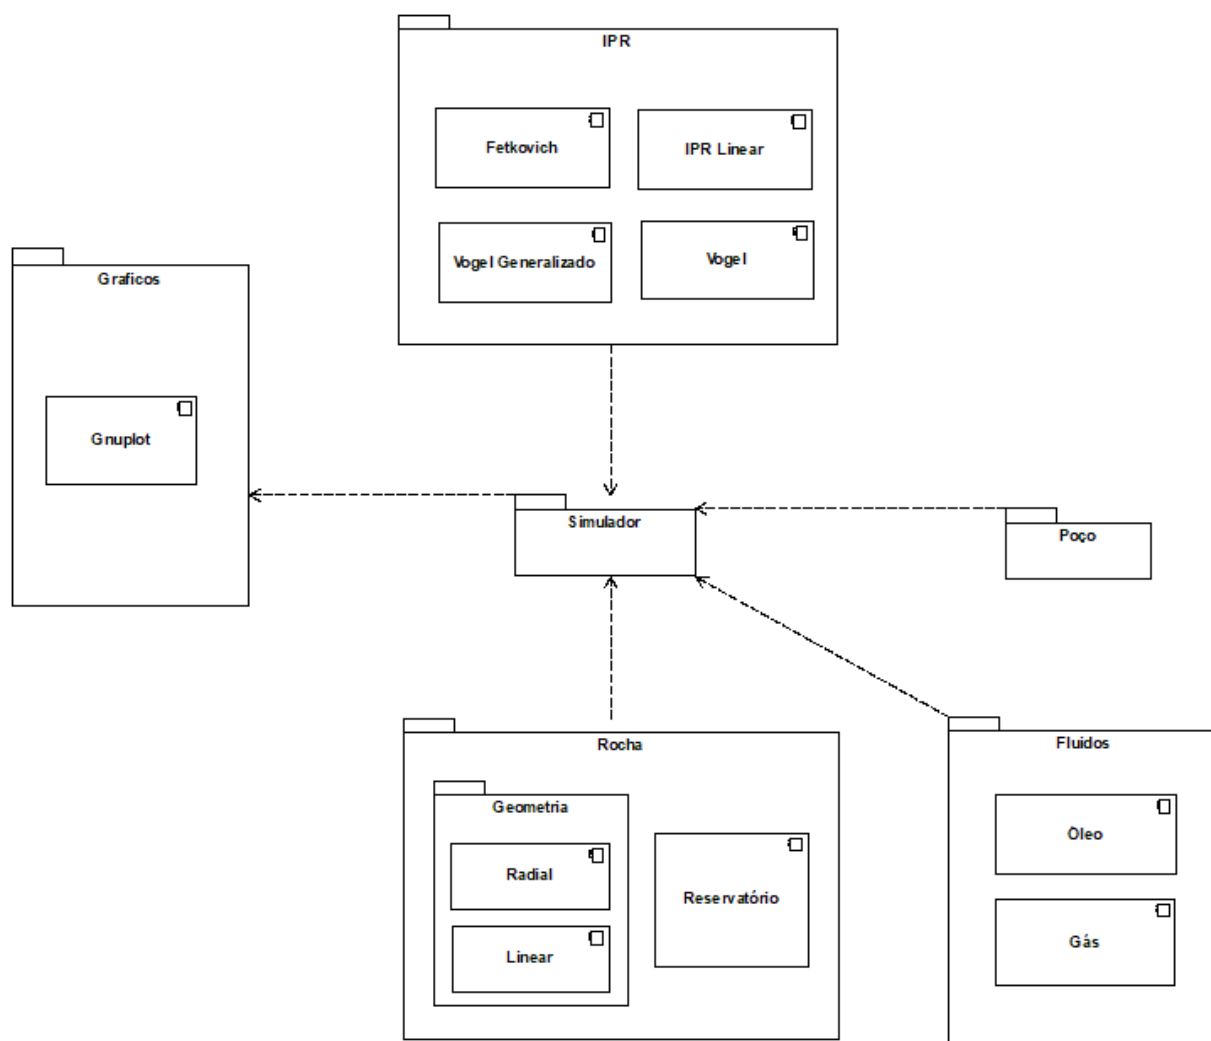 IPR
Fetkovich
IPR Linear
Vogel Generalizado
Vogel
Graficos
Gnuplot
Simulador
Poço
Rocha
Geometria
Radial
Linear
Reservatório
Fluidos
Óleo
Gás